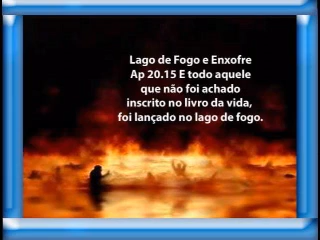 Lago de Fogo e Enxofre
Ap 20.15 E todo aquele
que não foi achado
inscrito no livro da vida,
foi lançado no lago de fogo.